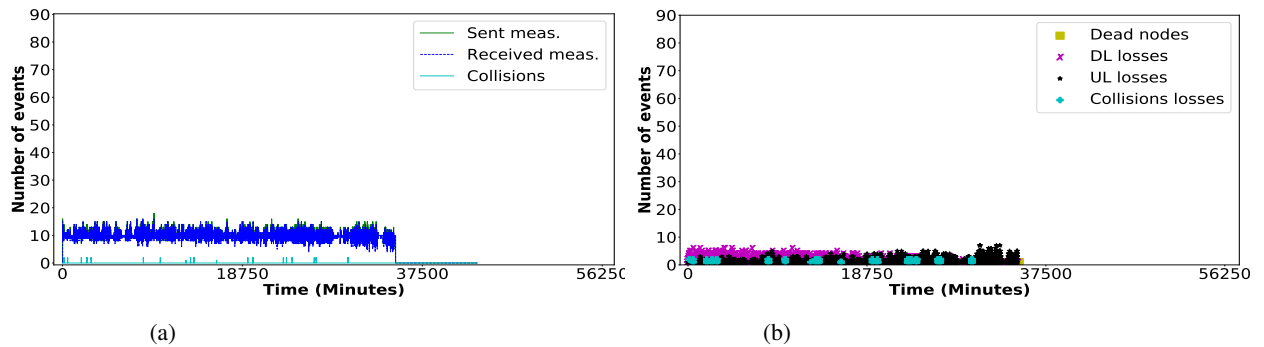 90
80
70
60
50
40
30
20
10
0
Number of events
Sent meas.
Received meas.
Collisions
0 18750 37500 5625
Time (Minutes)
(a)
90
80
70
60
50
40
30
20
10
0
Number of events
Dead nodes
DL losses
UL losses
Collisions losses
0 18750 37500 56250
Time (Minutes)
(b)